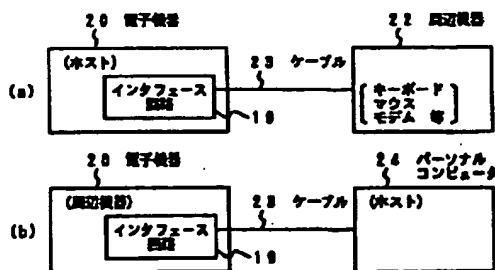 20 電子機器
22 周辺機器
(ホスト)
23 ケーブル
(a)
インタフェース
回路
キーボード
マウス
モデム 等
19
20 電子機器
24 パーソナル
コンピュータ
(周辺機器)
23 ケーブル
(ホスト)
(b)
インタフェース
回路
19